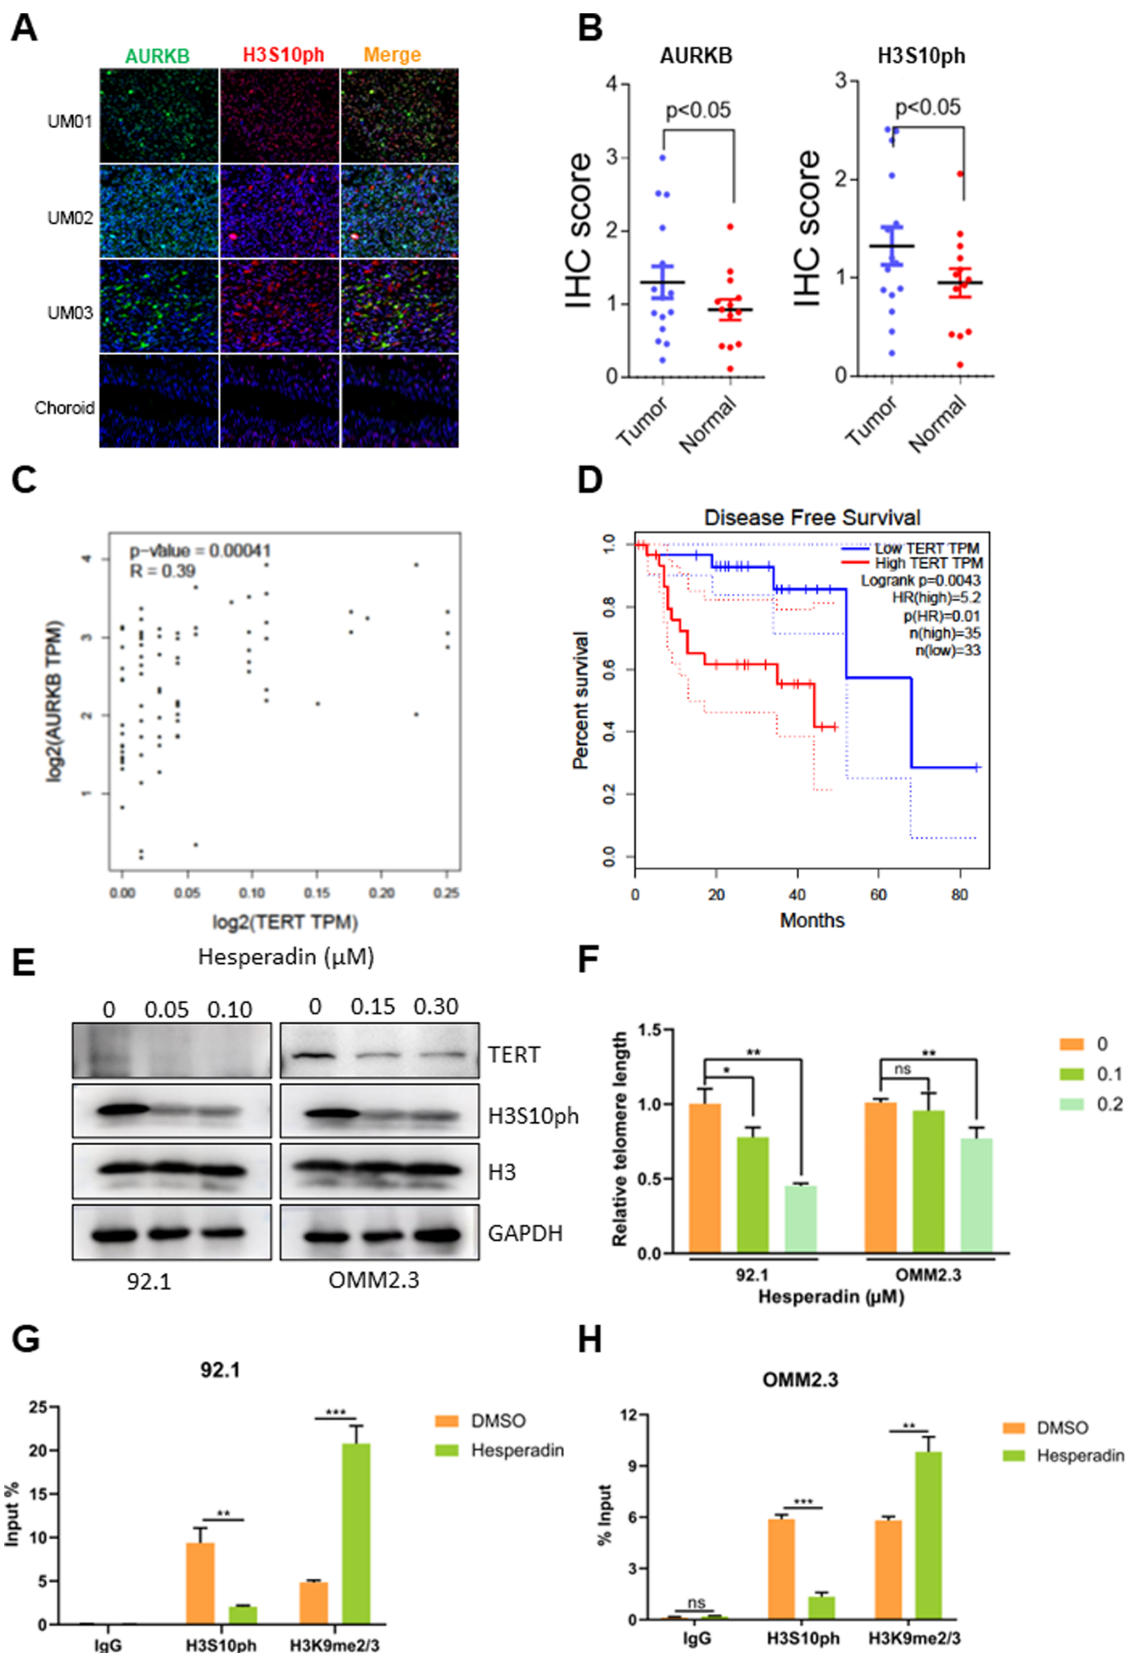 A
AURKB H3S10ph Merge
UM01
UM02
UM03
Choroid
B
AURKB
IHC score
4
3
2
1
0
p<0.05
Tumor Normal
H3S10ph
IHC score
3
2
1
0
p<0.05
Tumor Normal
C
p-value = 0.00041
R = 0.39
log2(AURKB TPM)
4
3
2
1
0.00 0.05 0.10 0.15 0.20 0.25
log2(TERT TPM)
D
Disease Free Survival
Low TERT TPM
High TERT TPM
Logrank p=0.0043
HR(high)=5.2
p(HR)=0.01
n(high)=35
n(low)=33
Percent survival
1.0
0.8
0.6
0.4
0.2
0.0
0 20 40 60 80
Months
E
Hesperadin (μM)
0 0.05 0.10 0 0.15 0.30
TERT
H3S10ph
H3
GAPDH
92.1 OMM2.3
F
Relative telomere length
1.5
1.0
0.5
0.0
** 
*
**
ns
0
0.1
0.2
92.1 OMM2.3
Hesperadin (μM)
G
92.1
Input %
25
20
15
10
5
0
**
***
DMSO
Hesperadin
IgG H3S10ph H3K9me2/3
H
OMM2.3
% Input
12
9
6
3
0
ns
***
**
DMSO
Hesperadin
IgG H3S10ph H3K9me2/3